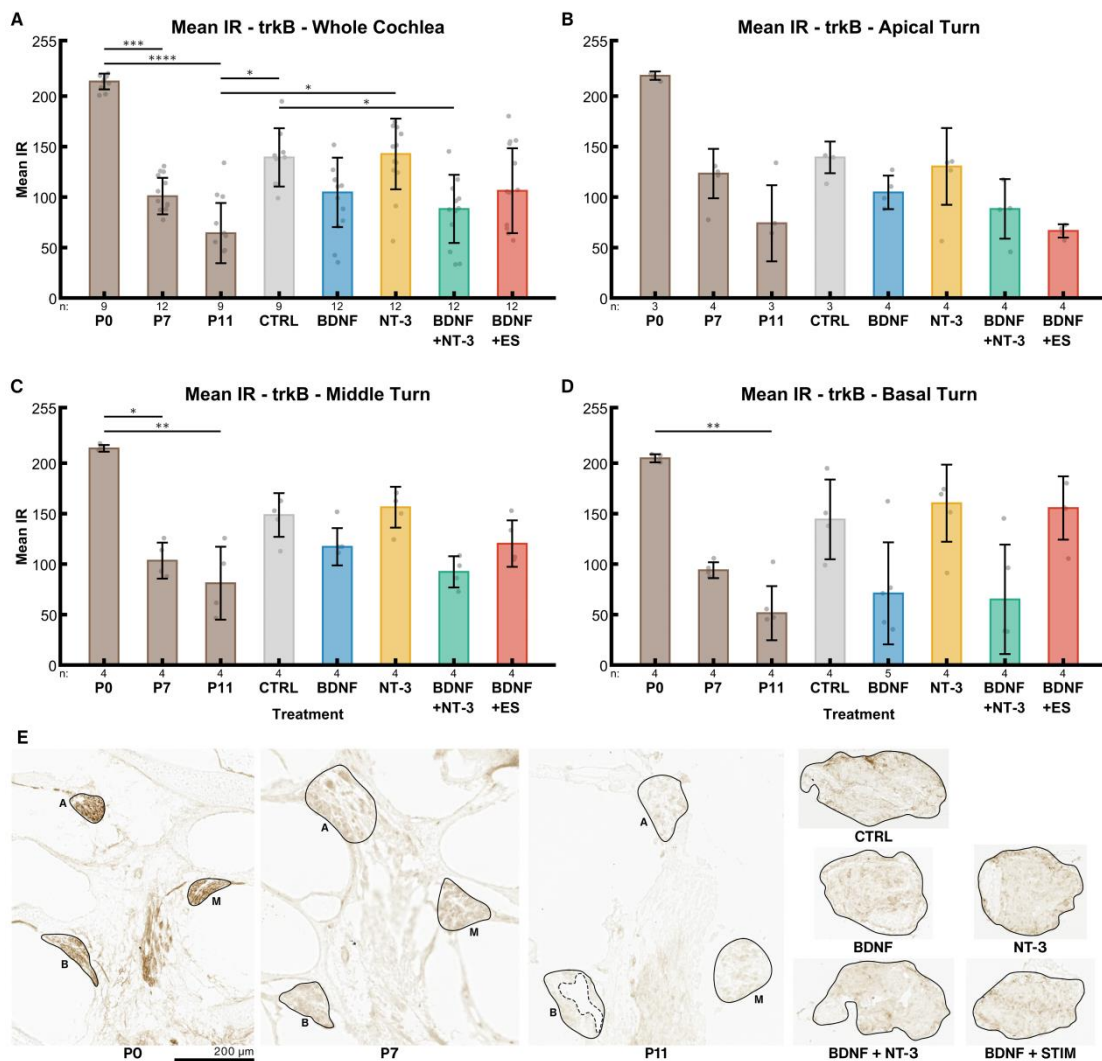 A
Mean IR - trkB - Whole Cochlea
***
****
*
*
*
Mean IR
255
200
150
100
50
0
n: 9 12 9 9 12 12 12 12
P0 P7 P11 CTRL BDNF NT-3 BDNF BDNF
+NT-3 +ES
B
Mean IR - trkB - Apical Turn
255
200
150
100
50
0
3 4 3 3 4 4 4 4
P0 P7 P11 CTRL BDNF NT-3 BDNF BDNF
+NT-3 +ES
C
Mean IR - trkB - Middle Turn
*
**
Mean IR
255
200
150
100
50
0
n: 4 4 4 4 4 4 4 4
P0 P7 P11 CTRL BDNF NT-3 BDNF BDNF
+NT-3 +ES
Treatment
D
Mean IR - trkB - Basal Turn
**
255
200
150
100
50
0
4 4 4 4 5 4 4 4
P0 P7 P11 CTRL BDNF NT-3 BDNF BDNF
+NT-3 +ES
Treatment
E
A
M
B
P0
200 µm
A
M
B
P7
A
M
B
P11
CTRL
BDNF
NT-3
BDNF + NT-3
BDNF + STIM